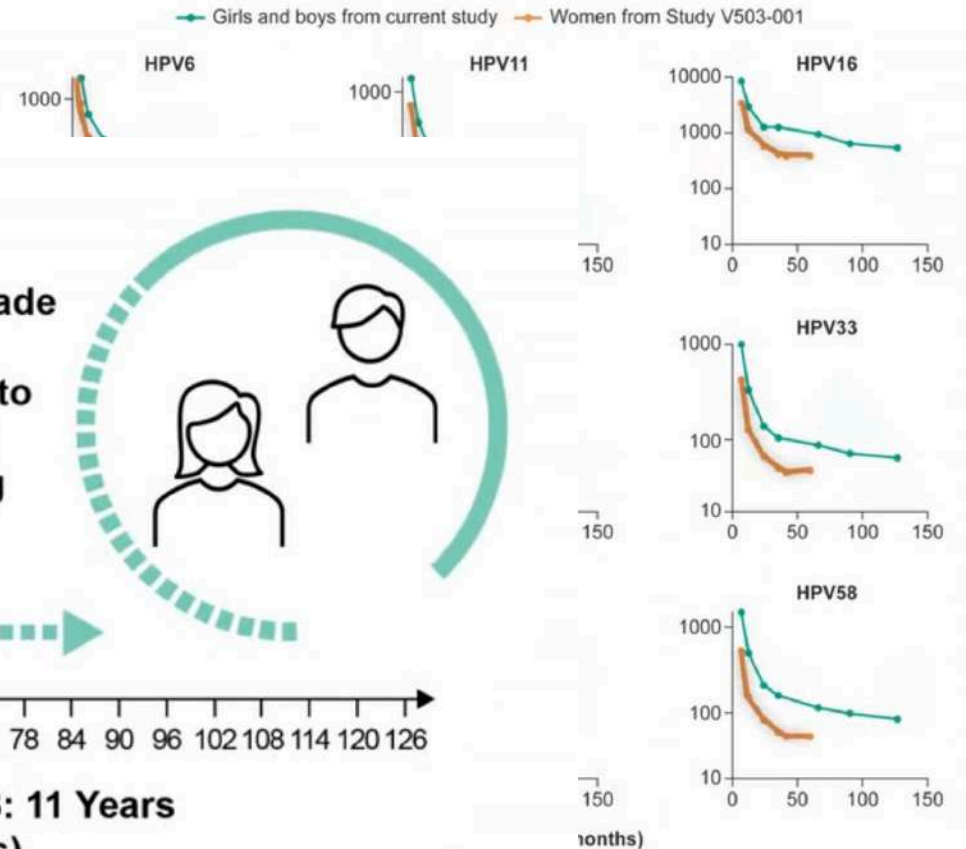 Girls and boys from current study Women from Study V503-001
HPV6 HPV11 HPV16
1000 1000 10000
1000
100
10
150 0 50 100 150
ade
to
HPV33
1000
100
10
150 0 50 100 150
HPV58
1000
100
10
150 0 50 100 150
78 84 90 96 102 108 114 120 126
: 11 Years
onths)